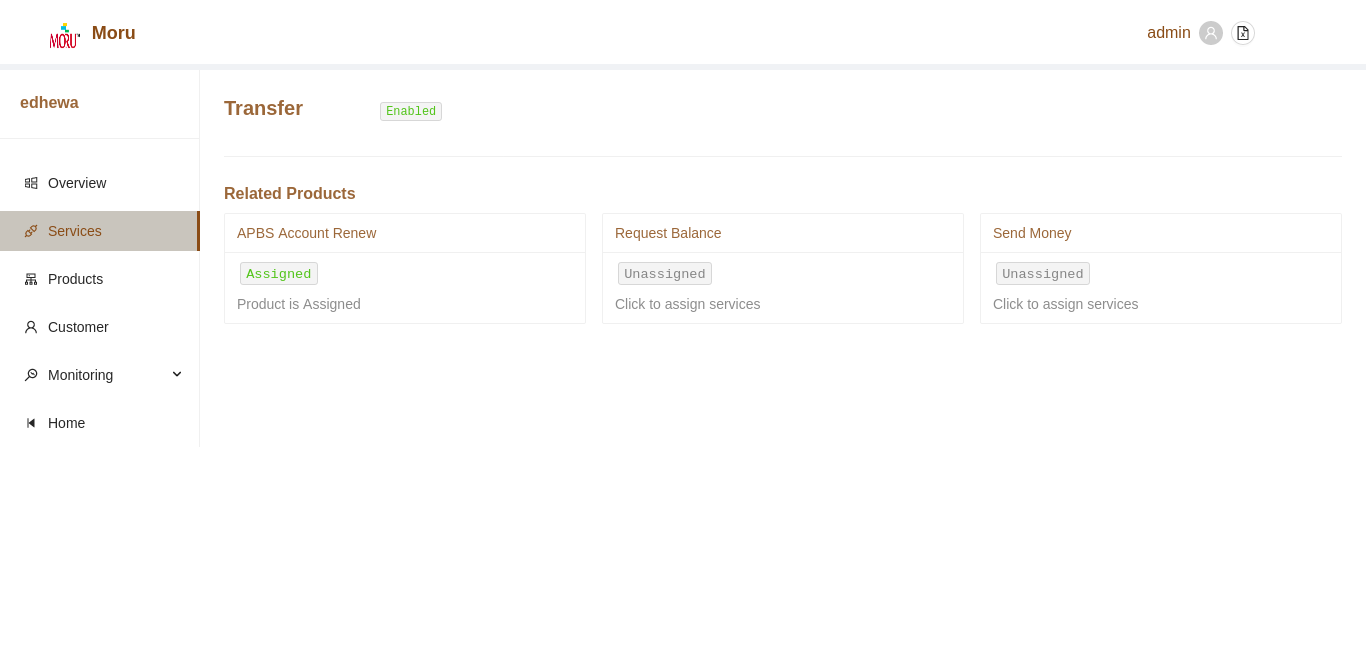 MORU Moru
admin
edhewa
Overview
Services
Products
Customer
Monitoring
Home
Transfer Enabled
Related Products
APBS Account Renew
Assigned
Product is Assigned
Request Balance
Unassigned
Click to assign services
Send Money
Unassigned
Click to assign services